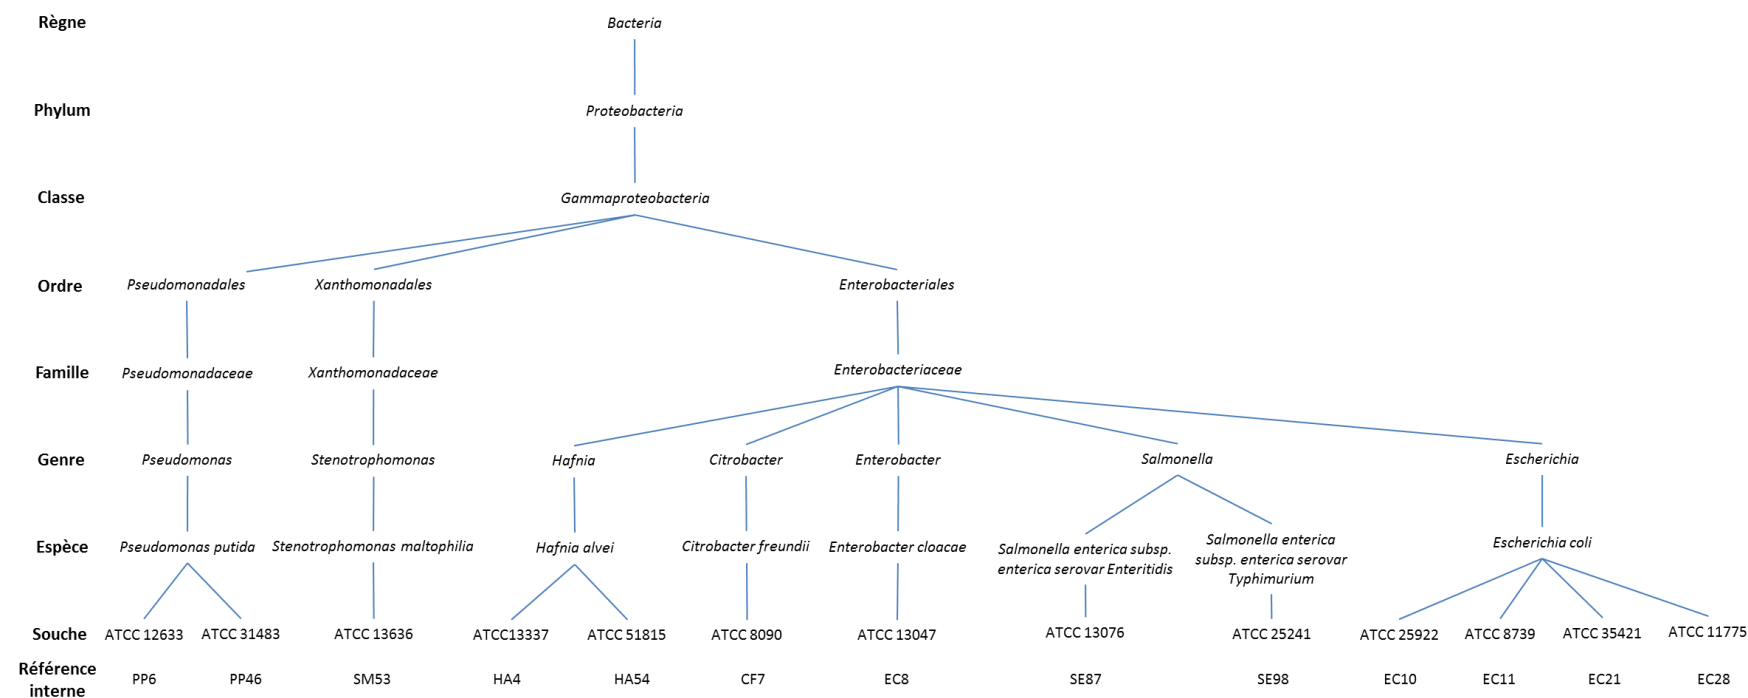 Règne Bacteria
Phylum Proteobacteria
Classe Gammaproteobacteria
Ordre Pseudomonadales Xanthomonadales Enterobacteriales
Famille Pseudomonadaceae Xanthomonadaceae Enterobacteriaceae
Genre Pseudomonas Stenotrophomonas Hafnia Citrobacter Enterobacter Salmonella Escherichia
Espèce Pseudomonas putida Stenotrophomonas maltophilia Hafnia alvei Citrobacter freundii Enterobacter cloacae
Salmonella enterica subsp.
enterica serovar Enteritidis
Salmonella enterica
subsp. enterica serovar
Typhimurium
Escherichia coli
Souche ATCC 12633 ATCC 31483 ATCC 13636 ATCC13337 ATCC 51815 ATCC 8090 ATCC 13047 ATCC 13076 ATCC 25241 ATCC 25922 ATCC 8739 ATCC 35421 ATCC 11775
Référence
interne
PP6 PP46 SM53 HA4 HA54 CF7 EC8 SE87 SE98 EC10 EC11 EC21 EC28